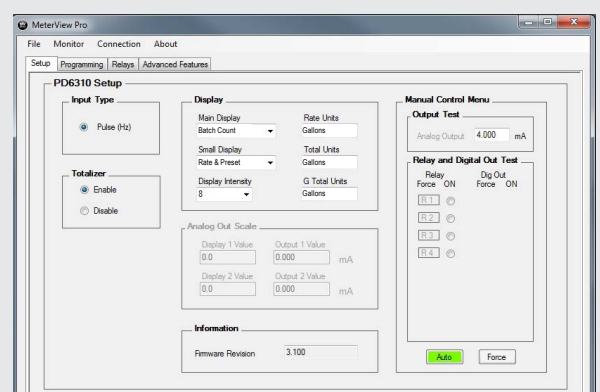 MeterView Pro
File Monitor Connection About
Setup Programming Relays Advanced Features
PD6310 Setup
Input Type
Pulse (Hz)
Totalizer
Enable
Disable
Display
Main Display Rate Units
Batch Count Gallons
Small Display Total Units
Rate & Preset Gallons
Display Intensity G Total Units
8 Gallons
Analog Out Scale
Display 1 Value Output 1 Value
0.0 0.000 mA
Display 2 Value Output 2 Value
0.0 0.000 mA
Information
Firmware Revision 3.100
Manual Control Menu
Output Test
Analog Output 4.000 mA
Relay and Digital Out Test
Relay Dig Out
Force ON Force ON
R 1
R 2
R 3
R 4
Auto Force